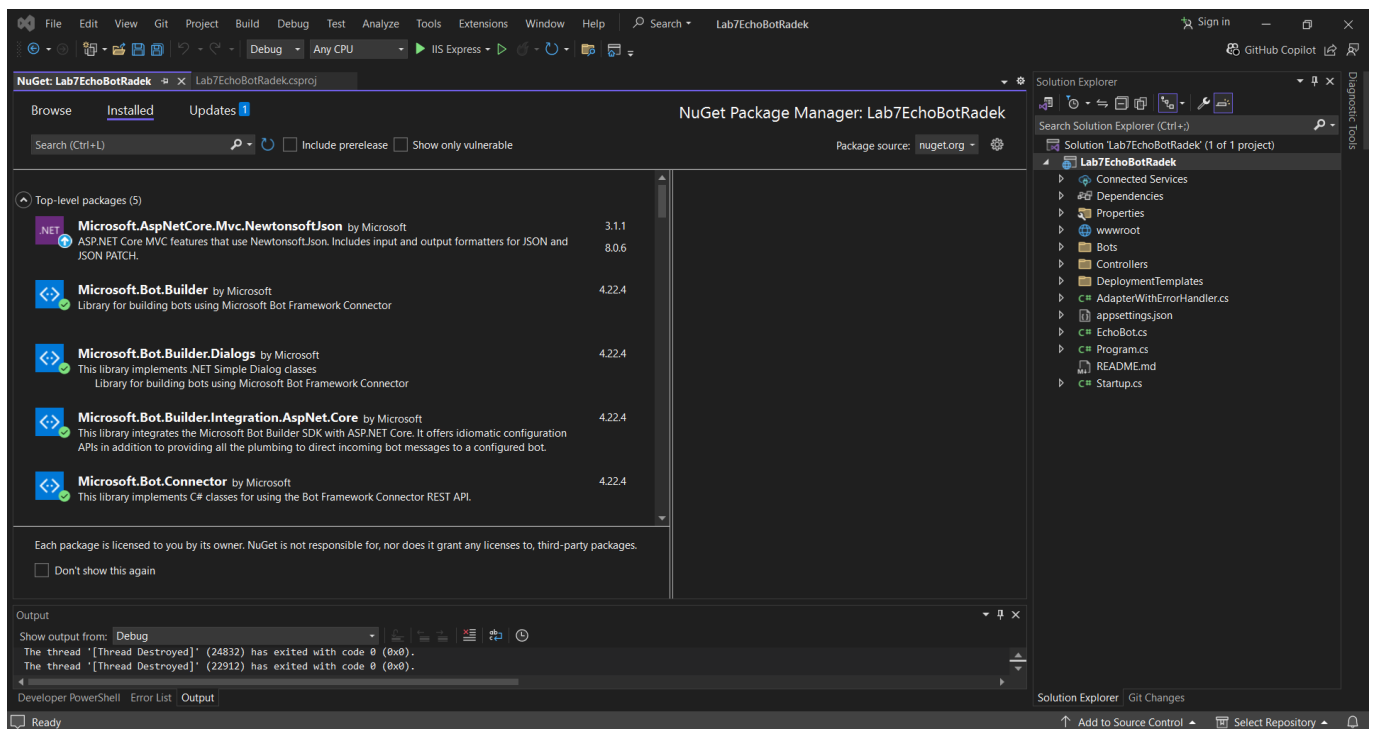 File Edit View Git Project Build Debug Test Analyze Tools Extensions Window Help Search Lab7EchoBotRadek Sign in
Debug Any CPU IIS Express GitHub Copilot
NuGet: Lab7EchoBotRadek Lab7EchoBotRadek.csproj
Browse Installed Updates 1 NuGet Package Manager: Lab7EchoBotRadek
Search (Ctrl+L) Include prerelease Show only vulnerable Package source: nuget.org
Top-level packages (5)
.NET Microsoft.AspNetCore.Mvc.NewtonsoftJson by Microsoft 3.1.1
ASP.NET Core MVC features that use Newtonsoft.Json. Includes input and output formatters for JSON and 8.0.6
JSON PATCH.
Microsoft.Bot.Builder by Microsoft 4.22.4
Library for building bots using Microsoft Bot Framework Connector
Microsoft.Bot.Builder.Dialogs by Microsoft 4.22.4
This library implements .NET Simple Dialog classes
Library for building bots using Microsoft Bot Framework Connector
Microsoft.Bot.Builder.Integration.AspNet.Core by Microsoft 4.22.4
This library integrates the Microsoft Bot Builder SDK with ASP.NET Core. It offers idiomatic configuration
APIs in addition to providing all the plumbing to direct incoming bot messages to a configured bot.
Microsoft.Bot.Connector by Microsoft 4.22.4
This library implements C# classes for using the Bot Framework Connector REST API.
Each package is licensed to you by its owner. NuGet is not responsible for, nor does it grant any licenses to, third-party packages.
Don't show this again
Output
Show output from: Debug
The thread '[Thread Destroyed]' (24832) has exited with code 0 (0x0).
The thread '[Thread Destroyed]' (22912) has exited with code 0 (0x0).
Developer PowerShell Error List Output
Solution Explorer
Search Solution Explorer (Ctrl+;)
Solution 'Lab7EchoBotRadek' (1 of 1 project)
Lab7EchoBotRadek
Connected Services
Dependencies
Properties
wwwroot
Bots
Controllers
DeploymentTemplates
C# AdapterWithErrorHandler.cs
appsettings.json
C# EchoBot.cs
C# Program.cs
README.md
C# Startup.cs
Solution Explorer Git Changes
Diagnostic Tools
Ready Add to Source Control Select Repository